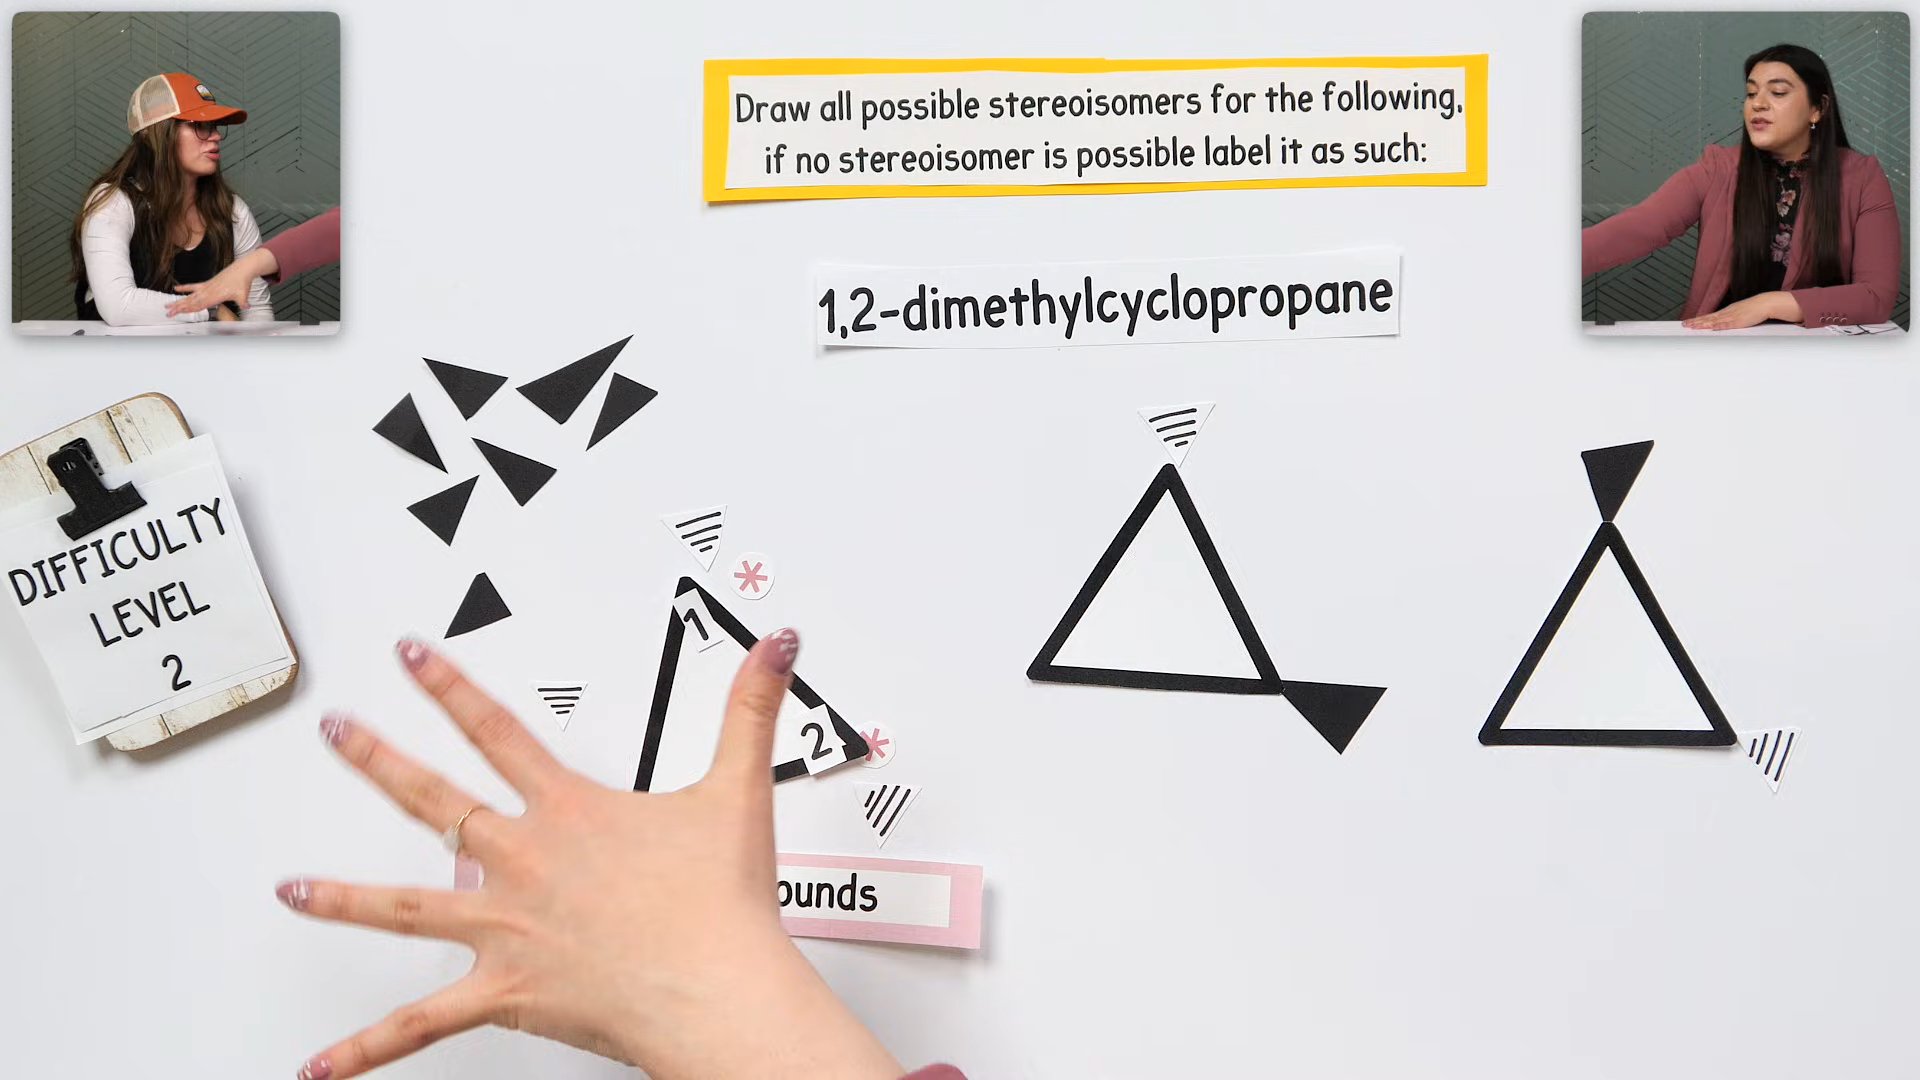 Draw all possible stereoisomers for the following,
if no stereoisomer is possible label it as such:
1,2-dimethylcyclopropane
DIFFICULTY
LEVEL
2
1
*
2
*